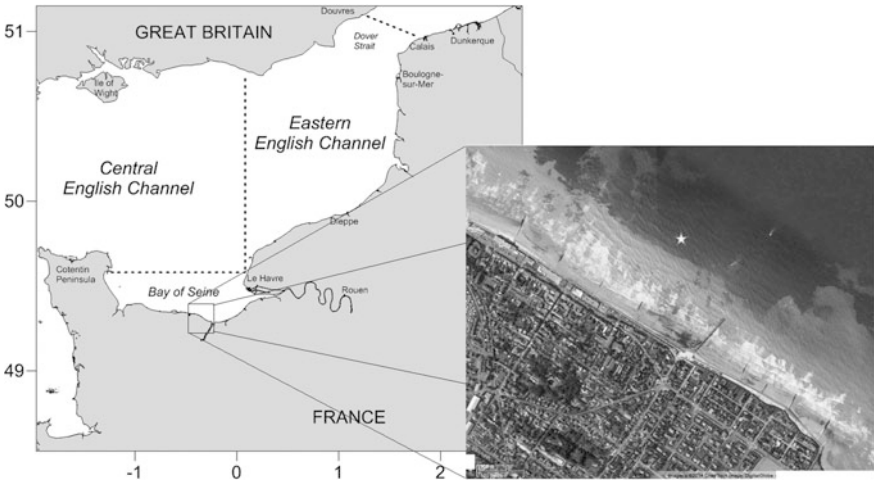 51
50
49
-1
0
1
2
GREAT BRITAIN
Douvres
Dover
Strait
Calais
Dunkerque
Boulogne-
sur-Mer
Ile of
Wight
Eastern
English Channel
Central
English Channel
Dieppe
Cotentin
Peninsula
Le Havre
Rouen
Bay of Seine
FRANCE